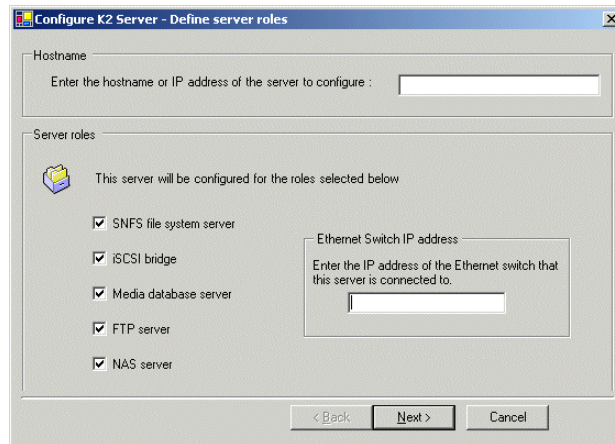 Configure K2 Server - Define server roles
Hostname
Enter the hostname or IP address of the server to configure :
Server roles
This server will be configured for the roles selected below
SNFS file system server
iSCSI bridge
Media database server
FTP server
NAS server
Ethernet Switch IP address
Enter the IP address of the Ethernet switch that
this server is connected to.
< Back
Next >
Cancel